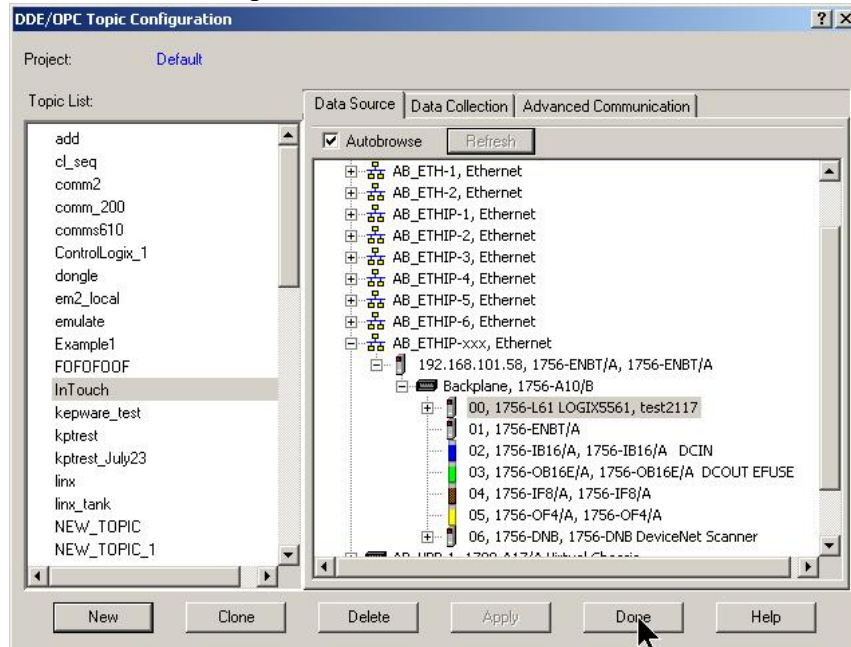 DDE/OPC Topic Configuration
Project: Default
Topic List:
add
cl_seq
comm2
comm_200
comms610
ControlLogix_1
dongle
em2_local
emulate
Example1
FOFOFOOF
InTouch
kepware_test
kptrest
kptrest_July23
linx
linx_tank
NEW_TOPIC
NEW_TOPIC_1
Data Source Data Collection Advanced Communication
Autobrowse Refresh
AB_ETH-1, Ethernet
AB_ETH-2, Ethernet
AB_ETHIP-1, Ethernet
AB_ETHIP-2, Ethernet
AB_ETHIP-3, Ethernet
AB_ETHIP-4, Ethernet
AB_ETHIP-5, Ethernet
AB_ETHIP-6, Ethernet
AB_ETHIP-xxx, Ethernet
192.168.101.58, 1756-ENBT/A, 1756-ENBT/A
Backplane, 1756-A10/B
00, 1756-L61 LOGIX5561, test2117
01, 1756-ENBT/A
02, 1756-IB16/A, 1756-IB16/A DCIN
03, 1756-OB16E/A, 1756-OB16E/A DCOUT EFUSE
04, 1756-IF8/A, 1756-IF8/A
05, 1756-OF4/A, 1756-OF4/A
06, 1756-DNB, 1756-DNB DeviceNet Scanner
New Clone Delete Apply Done Help